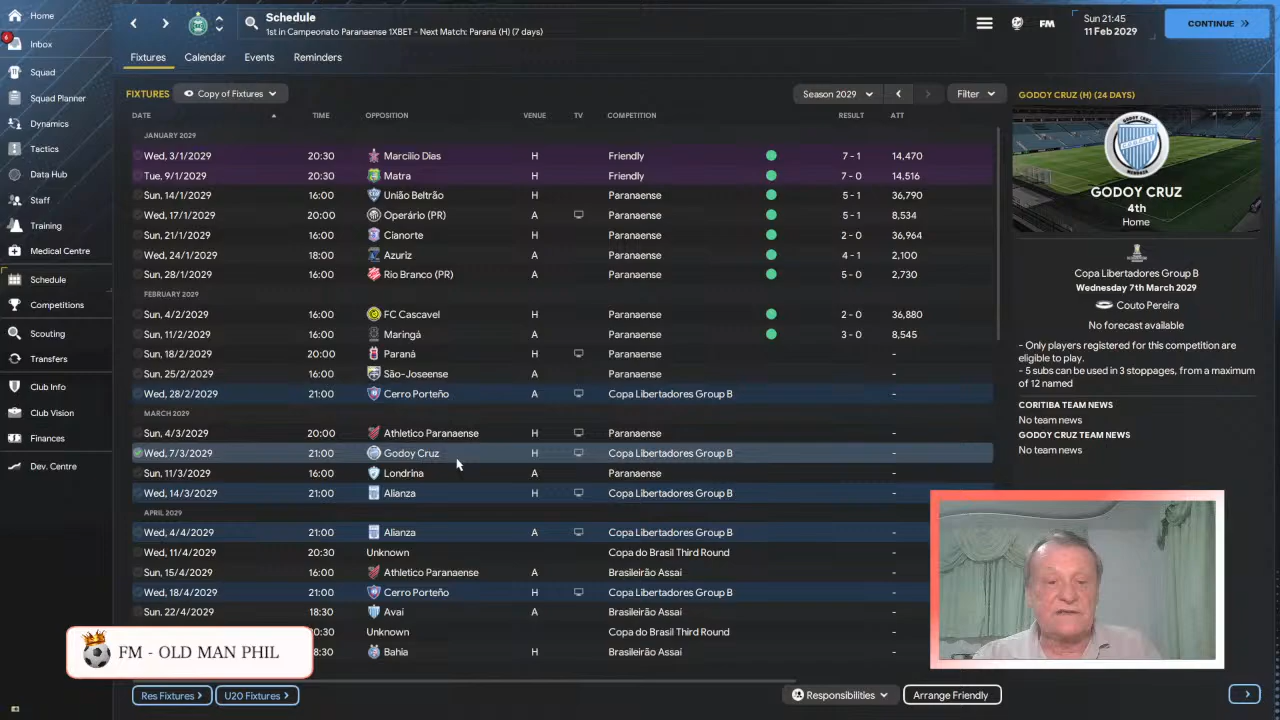 Home
6
Inbox
Squad
Squad Planner
Dynamics
Tactics
Data Hub
Staff
Training
Medical Centre
Schedule
Competitions
Scouting
Transfers
Club Info
Club Vision
Finances
Dev. Centre
Schedule
1st in Campeonato Paranaense 1XBET - Next Match: Paraná (H) (7 days)
FM
Sun 21:45
11 Feb 2029
CONTINUE
Fixtures Calendar Events Reminders
FIXTURES Copy of Fixtures Season 2029 Filter
DATE TIME OPPOSITION VENUE TV COMPETITION RESULT ATT
JANUARY 2029
Wed, 3/1/2029 20:30 Marcílio Dias H Friendly 7 - 1 14,470
Tue, 9/1/2029 20:30 Matra H Friendly 7 - 0 14,516
Sun, 14/1/2029 16:00 União Beltrão H Paranaense 5 - 1 36,790
Wed, 17/1/2029 20:00 Operário (PR) A Paranaense 5 - 1 8,534
Sun, 21/1/2029 16:00 Cianorte H Paranaense 2 - 0 36,964
Wed, 24/1/2029 18:00 Azuriz A Paranaense 4 - 1 2,100
Sun, 28/1/2029 16:00 Rio Branco (PR) A Paranaense 5 - 0 2,730
FEBRUARY 2029
Sun, 4/2/2029 16:00 FC Cascavel H Paranaense 2 - 0 36,880
Sun, 11/2/2029 16:00 Maringá A Paranaense 3 - 0 8,545
Sun, 18/2/2029 20:00 Paraná H Paranaense -
Sun, 25/2/2029 16:00 São-Joseense A Paranaense -
Wed, 28/2/2029 21:00 Cerro Porteño A Copa Libertadores Group B -
MARCH 2029
Sun, 4/3/2029 20:00 Athletico Paranaense H Paranaense -
Wed, 7/3/2029 21:00 Godoy Cruz H Copa Libertadores Group B -
Sun, 11/3/2029 16:00 Londrina A Paranaense -
Wed, 14/3/2029 21:00 Alianza H Copa Libertadores Group B -
APRIL 2029
Wed, 4/4/2029 21:00 Alianza A Copa Libertadores Group B -
Wed, 11/4/2029 20:30 Unknown Copa do Brasil Third Round -
Sun, 15/4/2029 16:00 Athletico Paranaense A Brasileirão Assaí -
Wed, 18/4/2029 21:00 Cerro Porteño H Copa Libertadores Group B -
Sun, 22/4/2029 18:30 Avaí A Brasileirão Assaí
0:30 Unknown Copa do Brasil Third Round
8:30 Bahia H Brasileirão Assaí
GODOY CRUZ (H) (24 DAYS)
GODOY CRUZ
4th
Home
Copa Libertadores Group B
Wednesday 7th March 2029
Couto Pereira
No forecast available
- Only players registered for this competition are
eligible to play.
- 5 subs can be used in 3 stoppages, from a maximum
of 12 named
CORITIBA TEAM NEWS
No team news
GODOY CRUZ TEAM NEWS
No team news
FM - OLD MAN PHIL
Res Fixtures U20 Fixtures Responsibilities Arrange Friendly